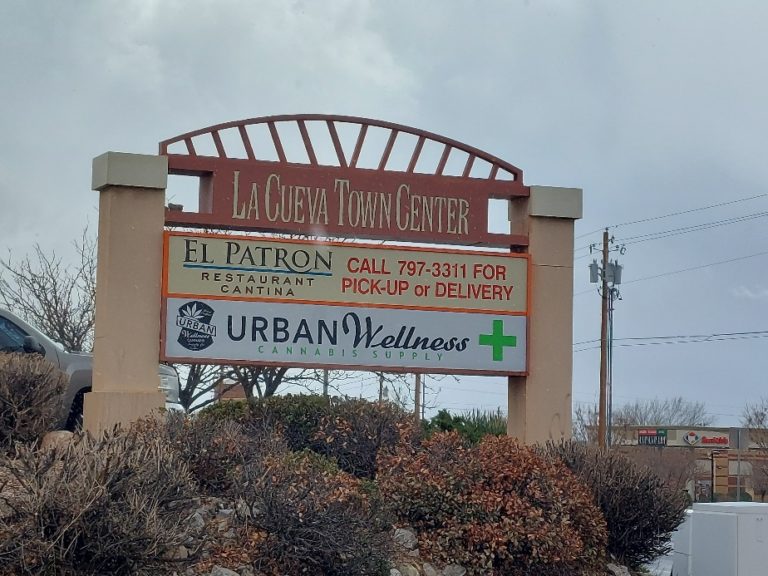 LA CUEVA TOWN CENTER
EL PATRON
RESTAURANT
CANTINA
CALL 797-3311 FOR
PICK-UP or DELIVERY
URBAN
Wellness
URBAN Wellness
CANNABIS SUPPLY